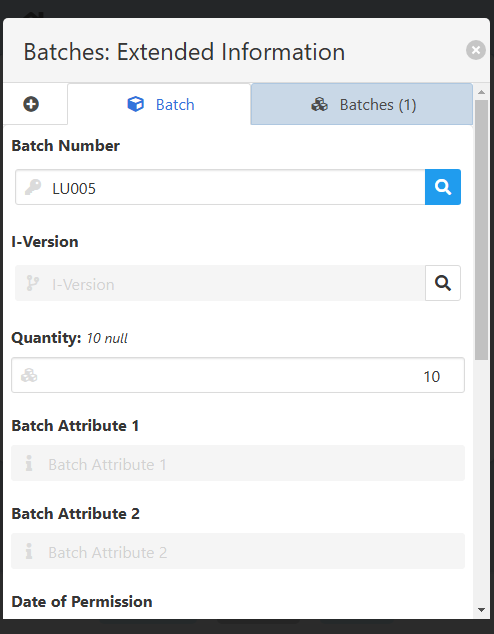 Batches: Extended Information
Batch
Batches (1)
Batch Number
LU005
I-Version
I-Version
Quantity: 10 null
10
Batch Attribute 1
Batch Attribute 1
Batch Attribute 2
Batch Attribute 2
Date of Permission